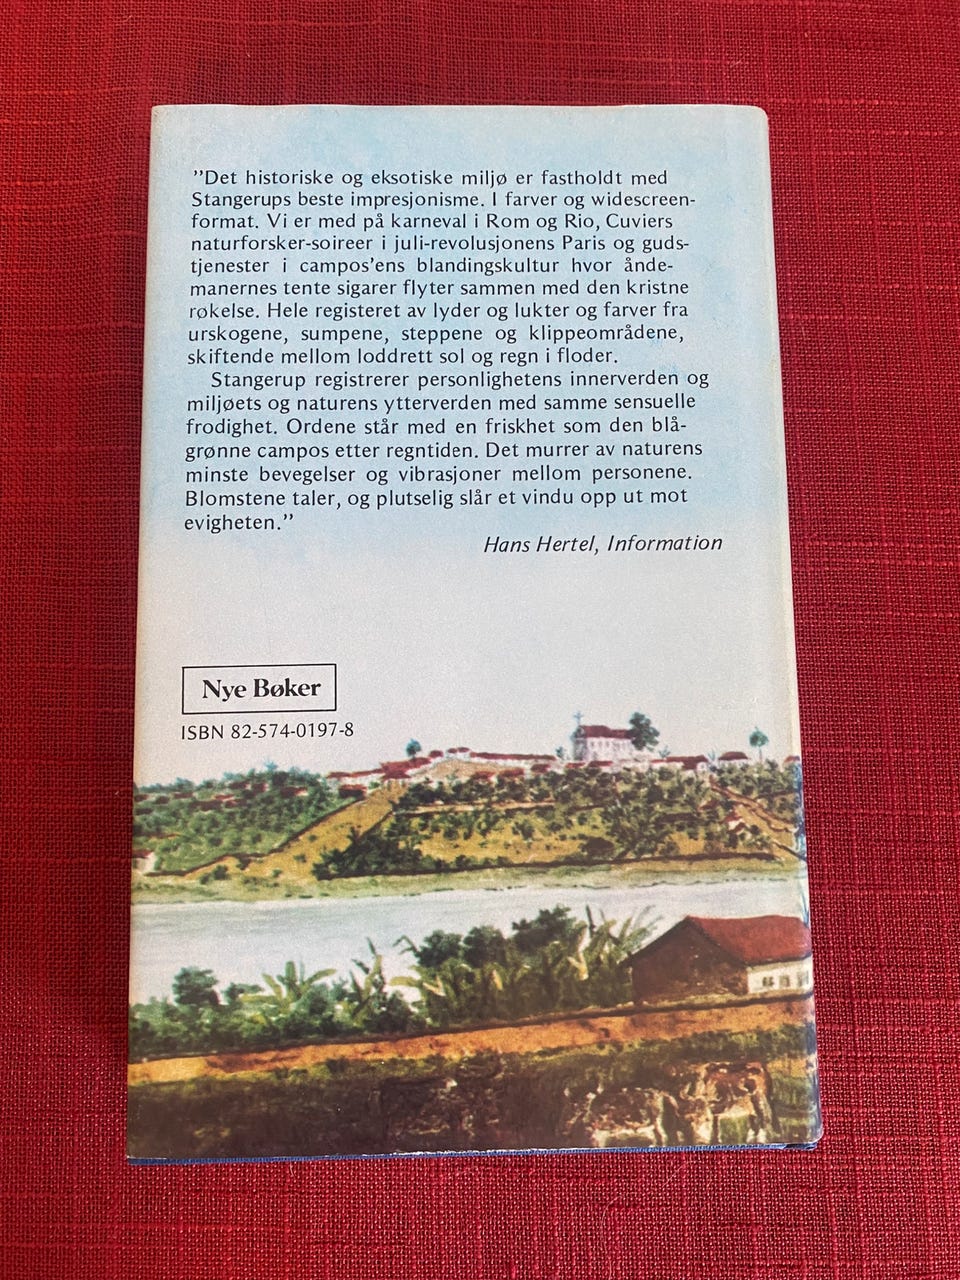 ”Det historiske og eksotiske miljø er fastholdt med
Stangerups beste impresjonisme. I farver og widescreen-
format. Vi er med på karneval i Rom og Rio, Cuviers
naturforsker-soireer i juli-revolusjonens Paris og guds-
tjenester i campos’ens blandingskultur hvor ånde-
manernes tente sigarer flyter sammen med den kristne
røkelse. Hele registeret av lyder og lukter og farver fra
urskogene, sumpene, steppene og klippeområdene,
skiftende mellom loddrett sol og regn i floder.
Stangerup registrerer personlighetens innerverden og
miljøets og naturens ytterverden med samme sensuelle
frodighet. Ordene står med en friskhet som den blå-
grønne campos etter regntiden. Det murrer av naturens
minste bevegelser og vibrasjoner mellom personene.
Blomstene taler, og plutselig slår et vindu opp ut mot
evigheten.”
Hans Hertel, Information
Nye Bøker
ISBN 82-574-0197-8